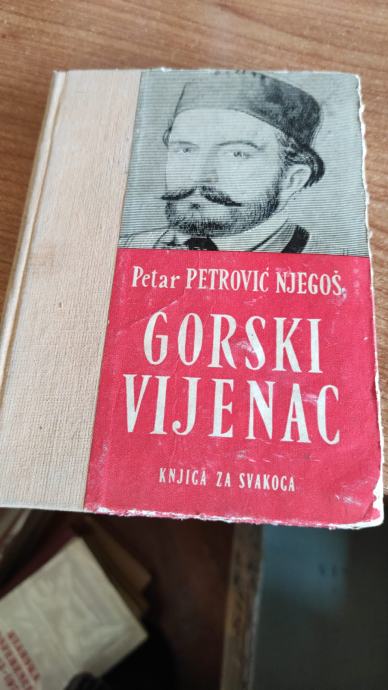 Petar PETROVIĆ NJEGOŠ
GORSKI
VIJENAC
KNJIGA ZA SVAKOGA